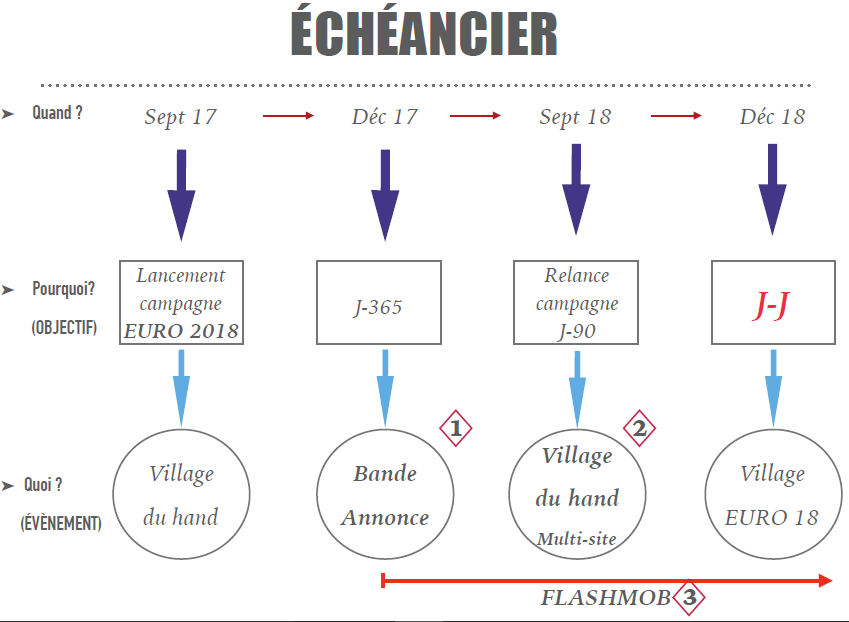 ÉCHÉANCIER
➤ Quand ?
Sept 17
Déc 17
Sept 18
Déc 18
➤ Pourquoi?
(OBJECTIF)
Lancement
campagne
EURO 2018
J-365
Relance
campagne
J-90
J-J
➤ Quoi ?
(ÉVÈNEMENT)
Village
du hand
1
Bande
Annonce
2
Village
du hand
Multi-site
Village
EURO 18
FLASHMOB 3